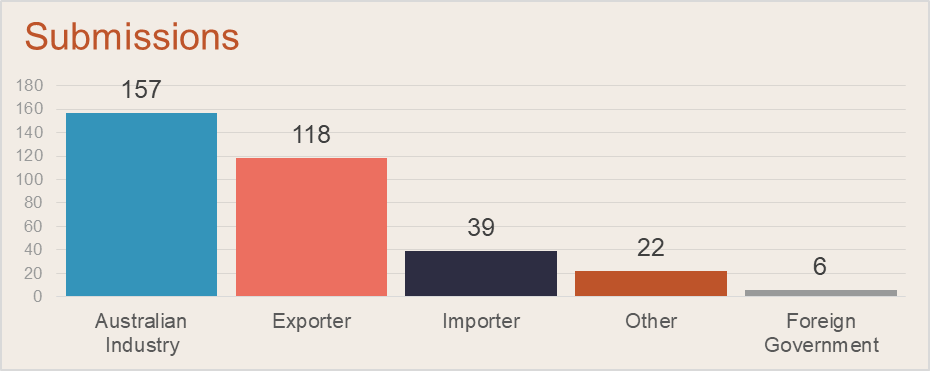 Submissions
180
160
140
120
100
80
60
40
20
0
157
118
39
22
6
Australian
Industry
Exporter
Importer
Other
Foreign
Government